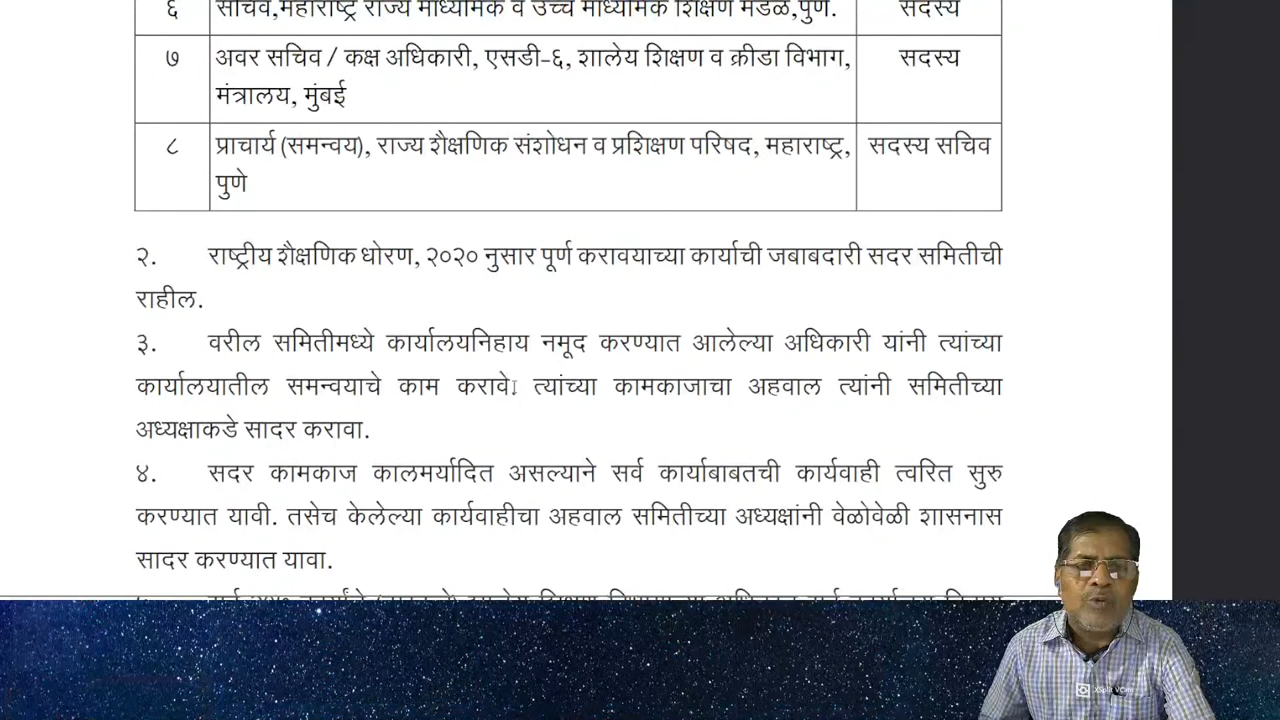 ६ सचिव,महाराष्ट्र राज्य माध्यमिक व उच्च माध्यमिक शिक्षण मंडळ,पुणे. सदस्य
७ अवर सचिव / कक्ष अधिकारी, एसडी-६, शालेय शिक्षण व क्रीडा विभाग, सदस्य
मंत्रालय, मुंबई
८ प्राचार्य (समन्वय), राज्य शैक्षणिक संशोधन व प्रशिक्षण परिषद, महाराष्ट्र, सदस्य सचिव
पुणे
२. राष्ट्रीय शैक्षणिक धोरण, २०२० नुसार पूर्ण करावयाच्या कार्याची जबाबदारी सदर समितीची
राहील.
३. वरील समितीमध्ये कार्यालयनिहाय नमूद करण्यात आलेल्या अधिकारी यांनी त्यांच्या
कार्यालयातील समन्वयाचे काम करावे. त्यांच्या कामकाजाचा अहवाल त्यांनी समितीच्या
अध्यक्षाकडे सादर करावा.
४. सदर कामकाज कालमर्यादित असल्याने सर्व कार्याबाबतची कार्यवाही त्वरित सुरु
करण्यात यावी. तसेच केलेल्या कार्यवाहीचा अहवाल समितीच्या अध्यक्षांनी वेळोवेळी शासनास
सादर करण्यात यावा.
XSplit VCam